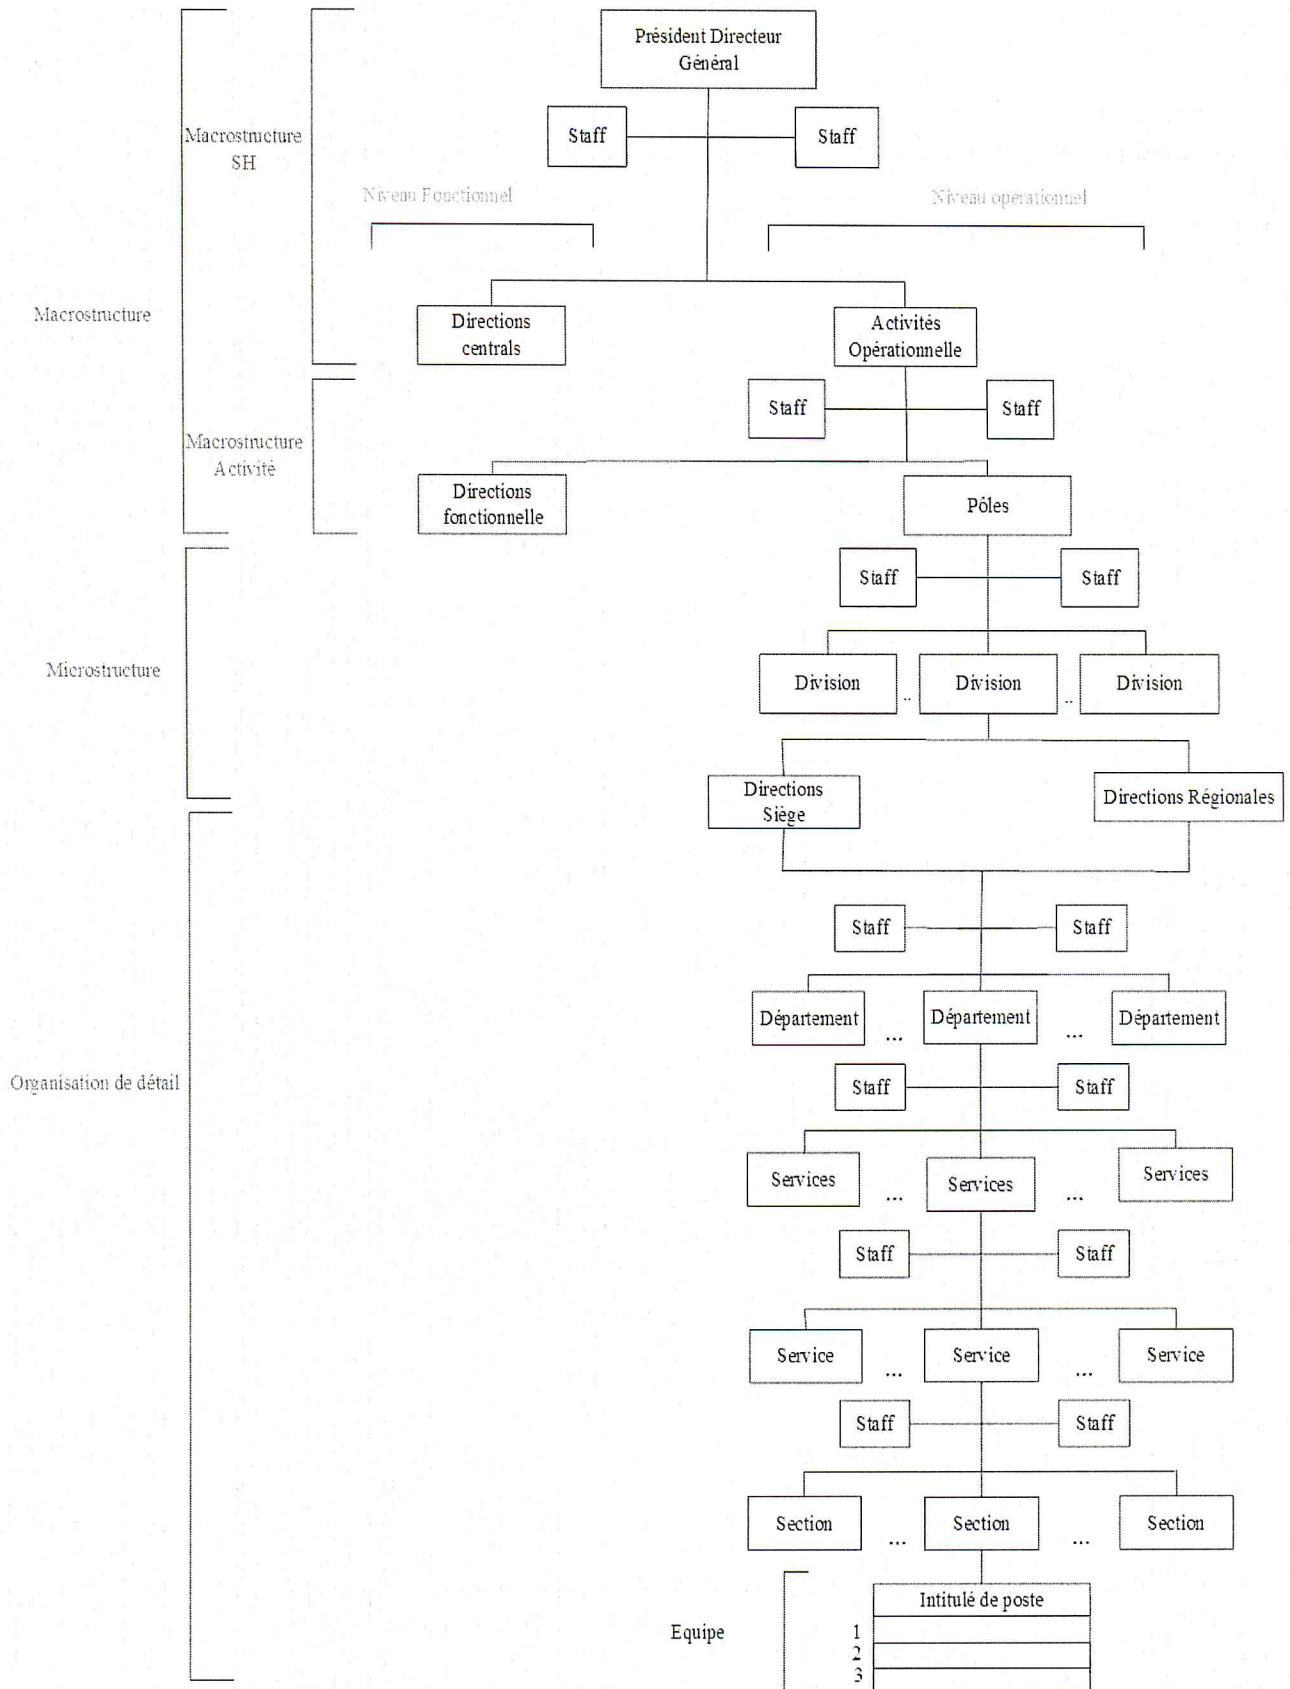 Président Directeur
Général
Staff
Staff
Macrostructure
SH
Niveau Fonctionnel
Niveau opérationnel
Macrostructure
Directions
centrals
Activités
Opérationnelle
Staff
Staff
Macrostructure
Activité
Directions
fonctionnelle
Pôles
Staff
Staff
Microstructure
Division
..
Division
..
Division
Directions
Siège
Directions Régionales
Staff
Staff
Département
...
Département
...
Département
Organisation de détail
Staff
Staff
Services
...
Services
...
Services
Staff
Staff
Service
...
Service
...
Service
Staff
Staff
Section
...
Section
...
Section
Intitulé de poste
Equipe
1
2
3